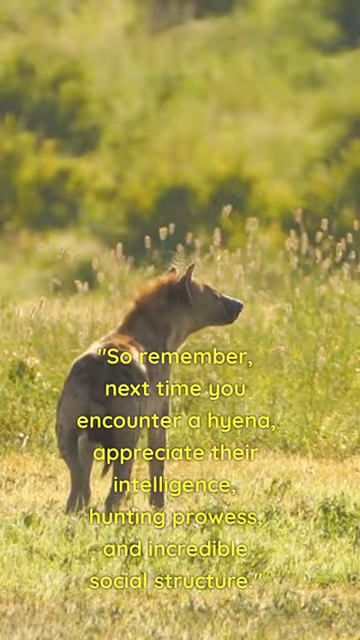 "So remember,
next time you
encounter a hyena,
appreciate their
intelligence,
hunting prowess,
and incredible
social structure."